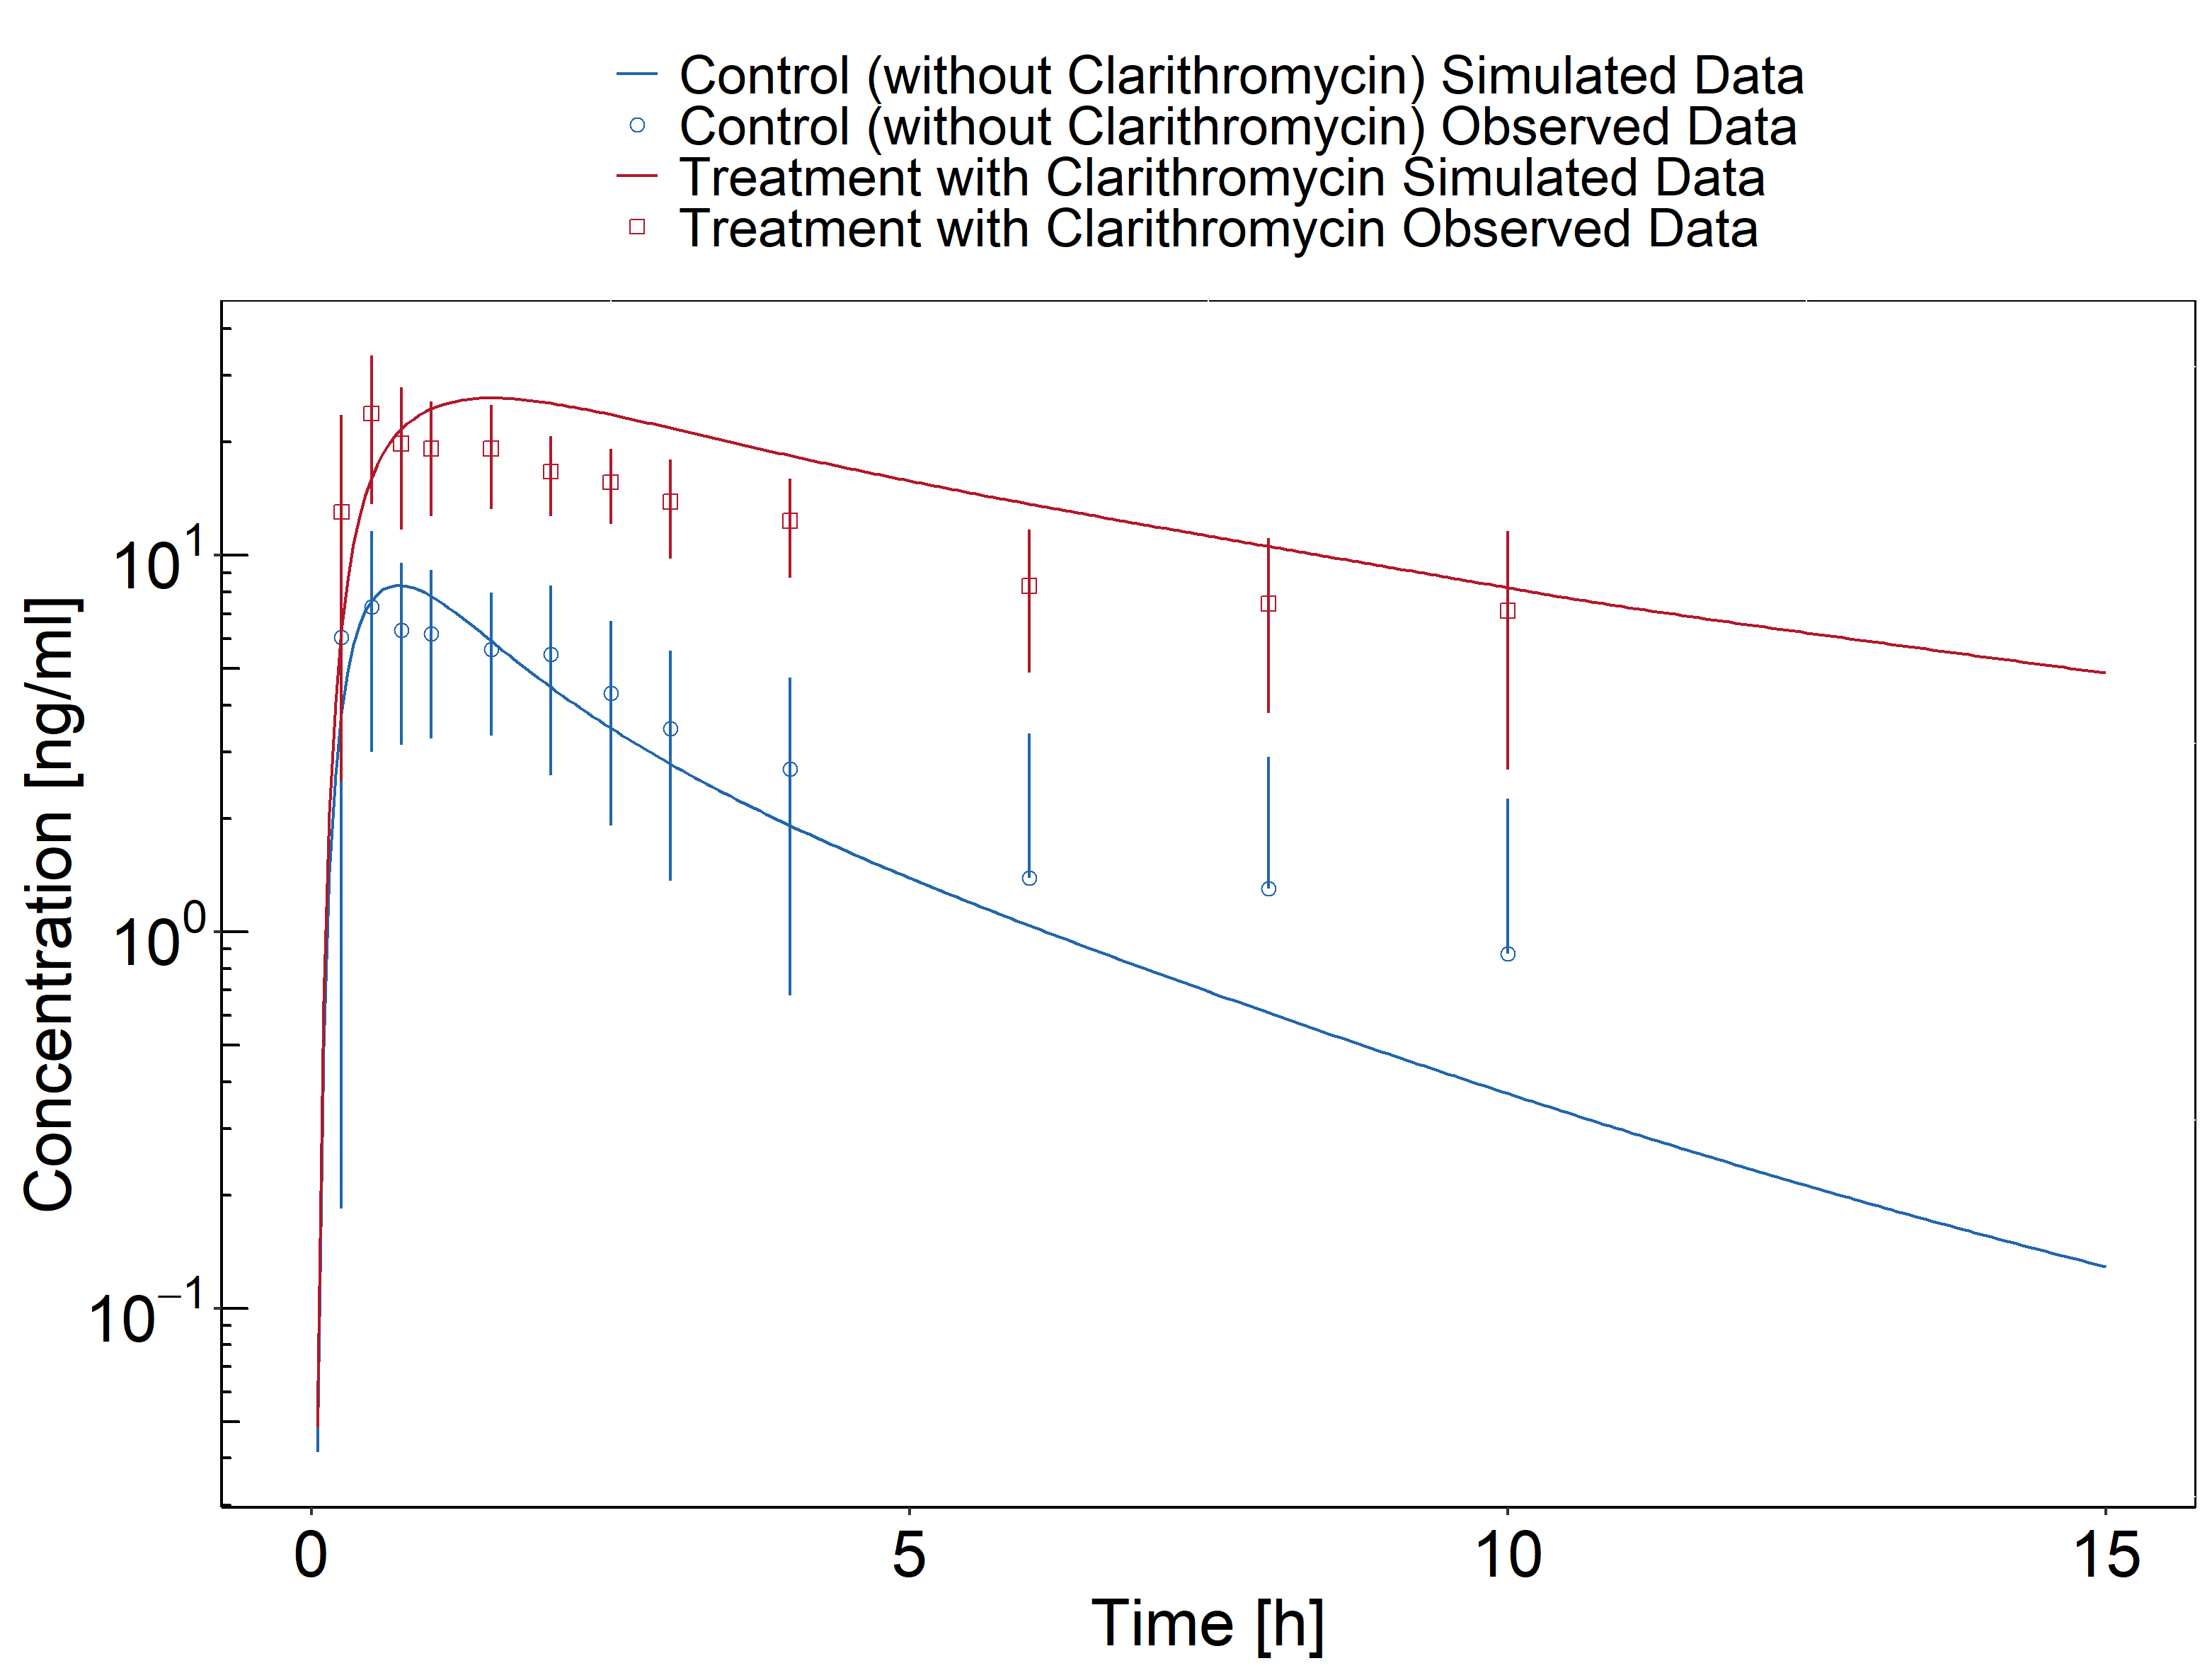 Control (without Clarithromycin) Simulated Data
Control (without Clarithromycin) Observed Data
Treatment with Clarithromycin Simulated Data
Treatment with Clarithromycin Observed Data
Concentration [ng/ml]
10¹
10⁰
10⁻¹
0 5 10 15
Time [h]